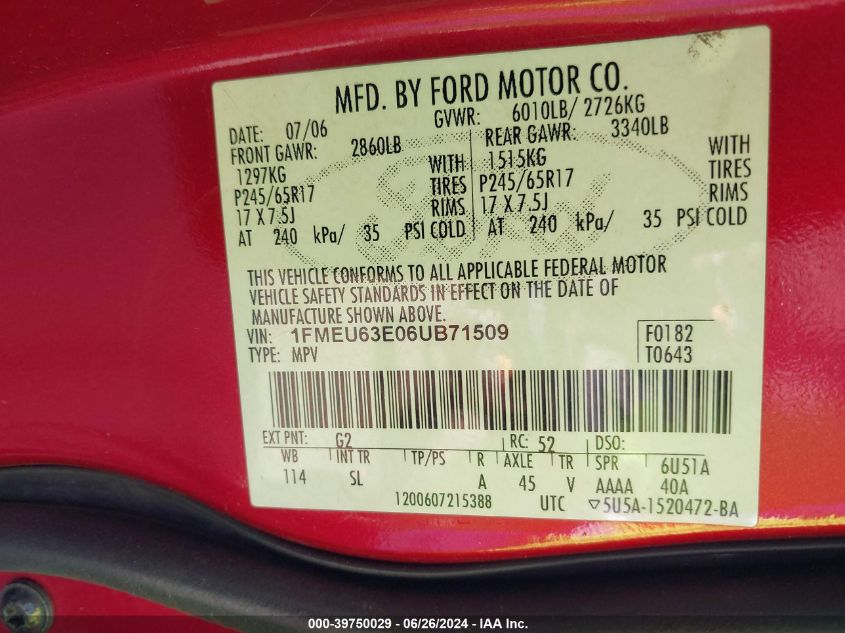 MFD. BY FORD MOTOR CO.
DATE: 07/06 GVWR: 6010LB/ 2726KG
FRONT GAWR: 2860LB REAR GAWR: 3340LB
1297KG WITH 1515KG WITH
P245/65R17 TIRES P245/65R17 TIRES
17 X 7.5J RIMS 17 X 7.5J RIMS
AT 240 kPa/ 35 PSI COLD AT 240 kPa/ 35 PSI COLD
THIS VEHICLE CONFORMS TO ALL APPLICABLE FEDERAL MOTOR
VEHICLE SAFETY STANDARDS IN EFFECT ON THE DATE OF
MANUFACTURE SHOWN ABOVE.
VIN: 1FMEU63E06UB71509 F0182
TYPE: MPV T0643
EXT PNT: G2 RC: 52 DSO:
WB INT TR TP/PS R AXLE TR SPR 6U51A
114 SL A 45 V AAAA 40A
1200607215388 UTC ▽5U5A-1520472-BA
000-39750029 - 06/26/2024 - IAA Inc.